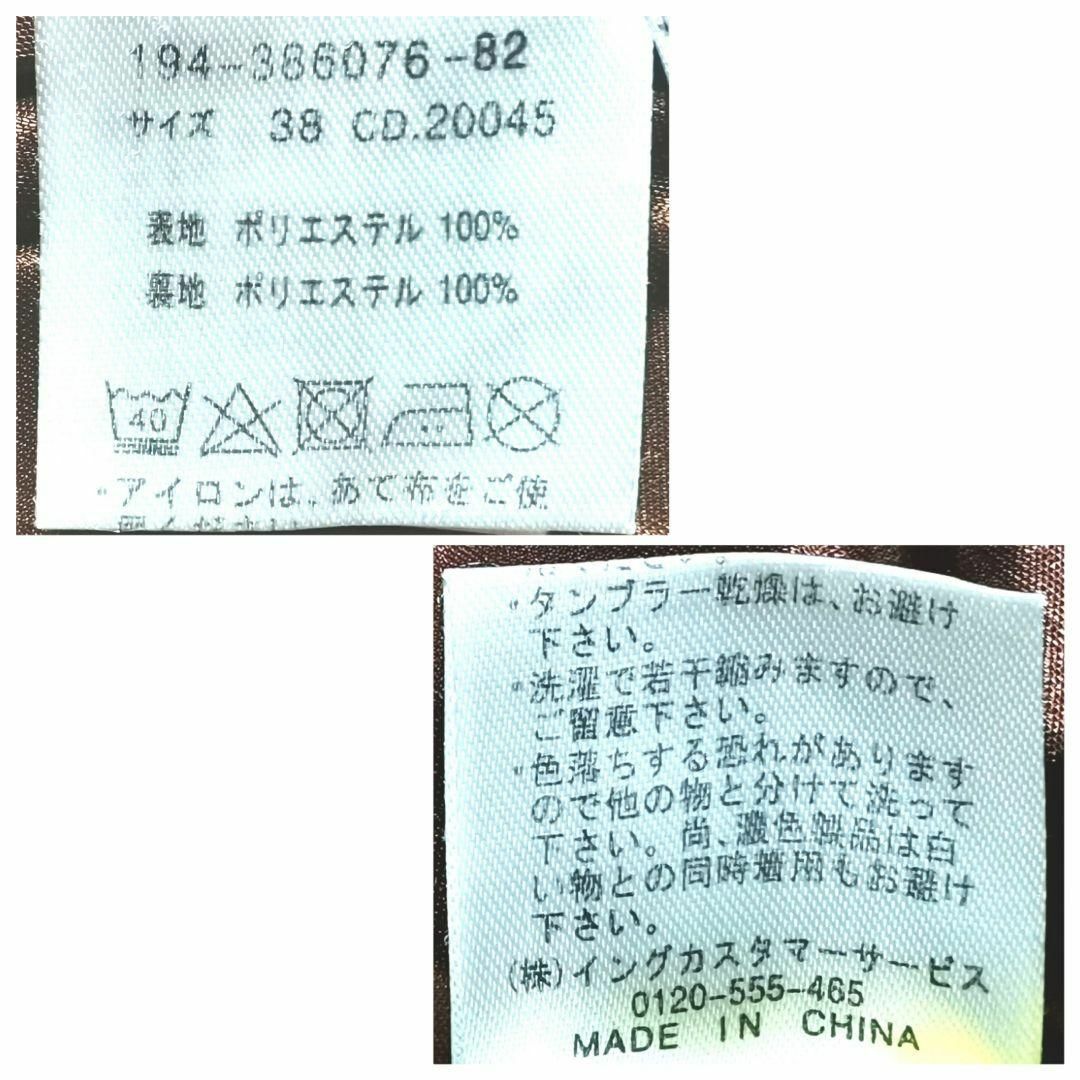 194-386076-82
サイズ 38 CD.20045
表地 ポリエステル 100%
裏地 ポリエステル 100%
40
・アイロンは、あて布をご使
・タンブラー乾燥は、お避け
下さい。
・洗濯で若干縮みますので、
ご留意下さい。
・色落ちする恐れがあります
ので他の物と分けて洗って
下さい。尚、濃色製品は白
い物との同時着用もお避け
下さい。
(株)イングカスタマーサービス
0120-555-465
MADE IN CHINA